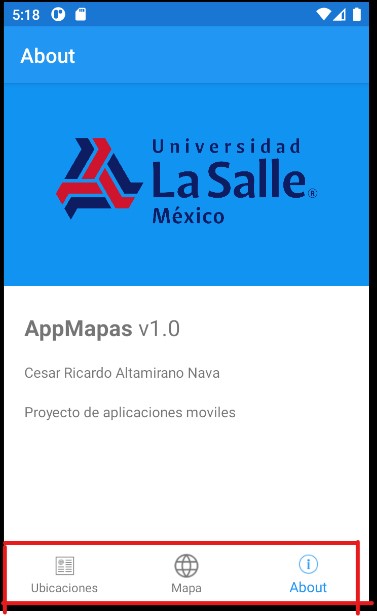 5:18
About
Universidad
La Salle®
México
AppMapas v1.0
Cesar Ricardo Altamirano Nava
Proyecto de aplicaciones moviles
Ubicaciones
Mapa
About